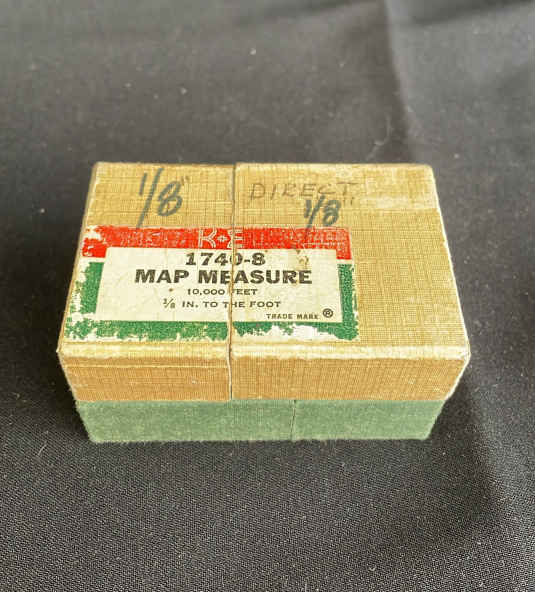 1/8"
DIRECT
1/8"
K+E
1740-8
MAP MEASURE
10,000 FEET
1/8 IN. TO THE FOOT
TRADE MARK ®